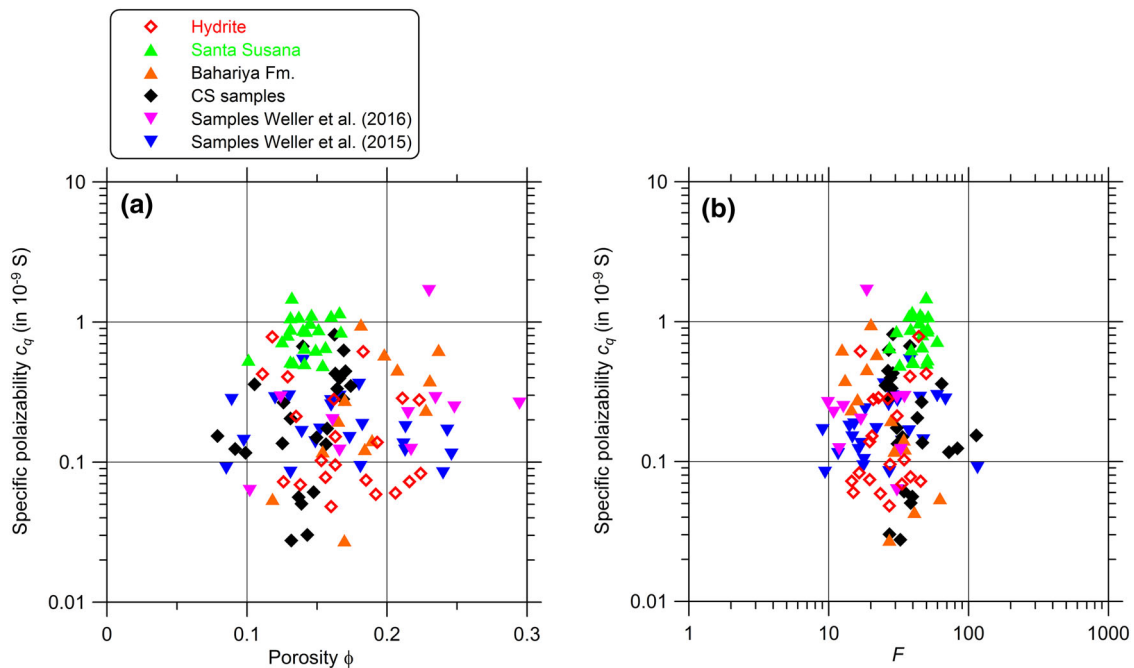 Hydrite
Santa Susana
Bahariya Fm.
CS samples
Samples Weller et al. (2016)
Samples Weller et al. (2015)
(a)
Specific polaizability cq (in 10-9 S)
10
1
0.1
0.01
0
0.1
0.2
0.3
Porosity ϕ
(b)
Specific polaizability cq (in 10-9 S)
10
1
0.1
0.01
1
10
100
1000
F